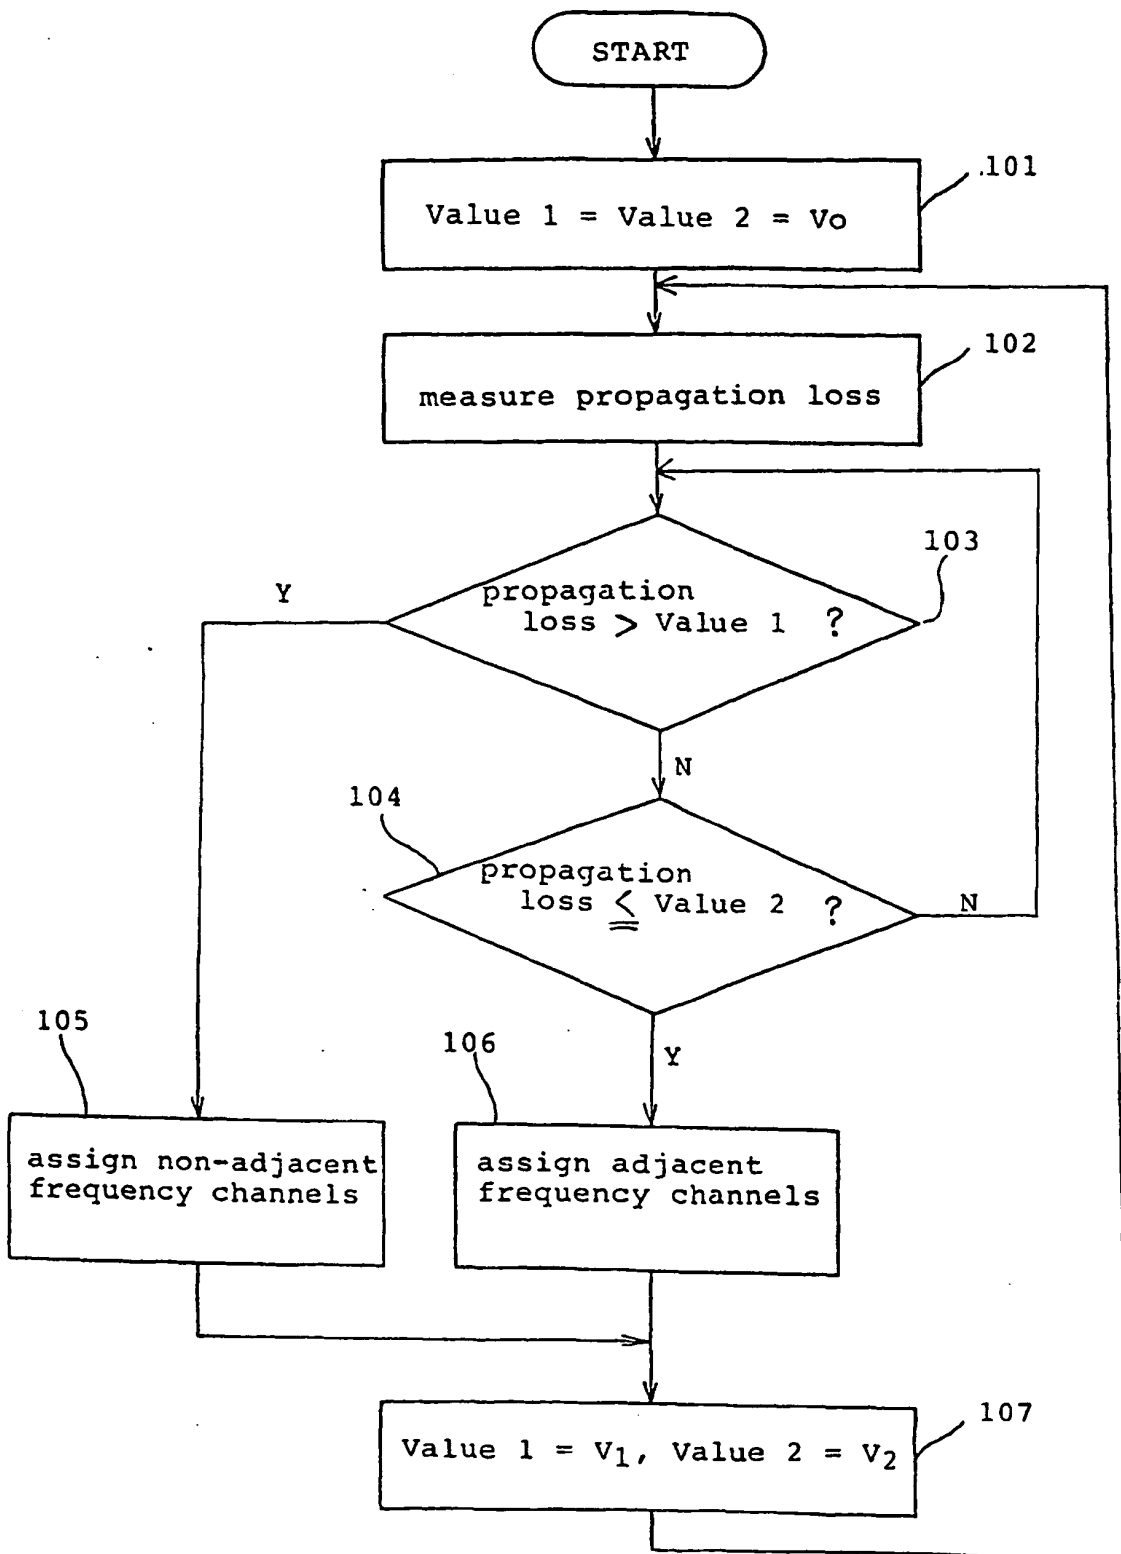 START
101
Value 1 = Value 2 = Vo
102
measure propagation loss
103
Y
propagation
loss > Value 1 ?
N
104
propagation
loss ≦ Value 2 ?
N
105
106
Y
assign non-adjacent
frequency channels
assign adjacent
frequency channels
107
Value 1 = V1, Value 2 = V2